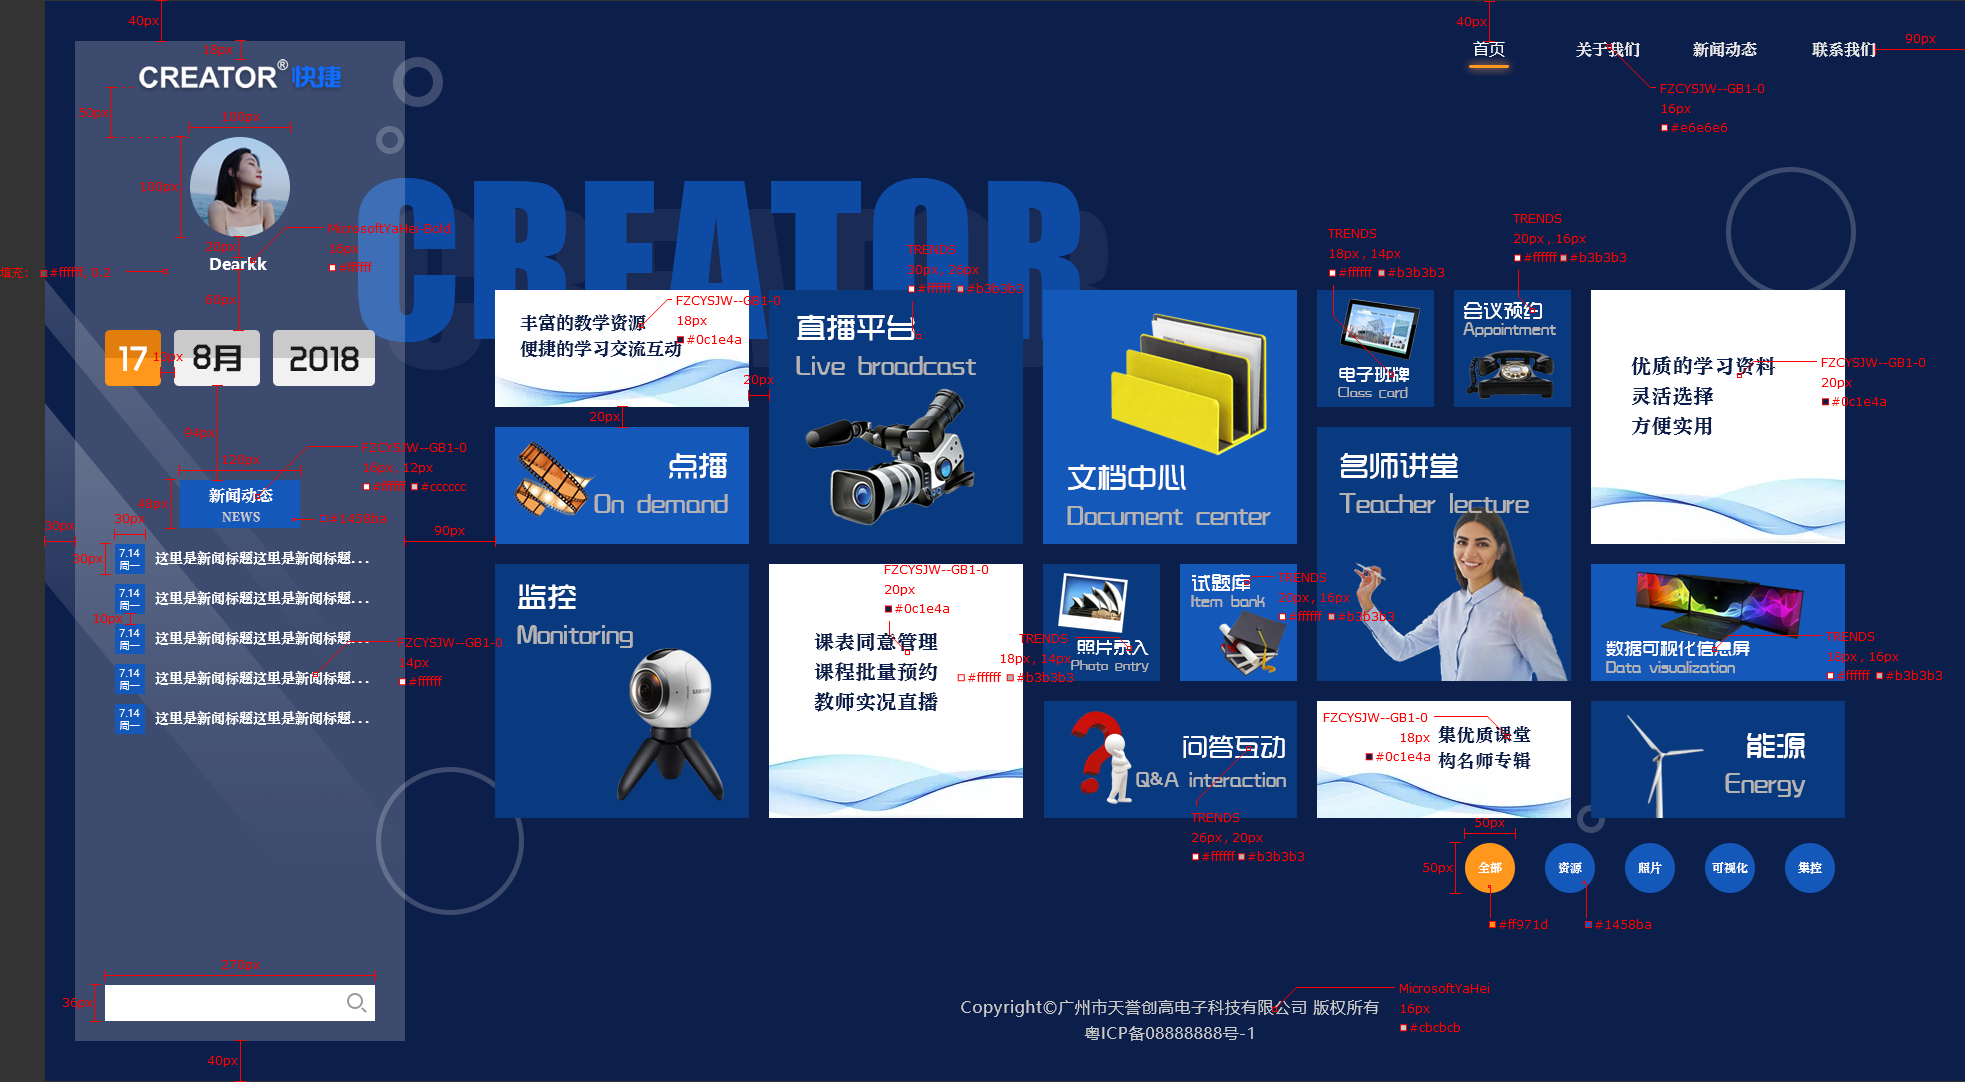 40px
40px
首页
关于我们
新闻动态
联系我们
90px
FZCYSJW--GB1-0
16px
#e6e6e6
18px
CREATOR®快捷
50px
100px
100px
20px
Dearkk
MicrosoftYaHei-Bold
16px
#ffffff
填充： #ffffff, 0.2
60px
17
8月
2018
CREATOR
94px
120px
FZCYSJW--GB1-0
16px , 12px
#ffffff #cccccc
新闻动态
NEWS
30px
30px
30px
90px
7.14
周一
这里是新闻标题这里是新闻标题...
7.14
周一
这里是新闻标题这里是新闻标题...
10px
7.14
周一
这里是新闻标题这里是新闻标题...
7.14
周一
这里是新闻标题这里是新闻标题...
7.14
周一
这里是新闻标题这里是新闻标题...
FZCYSJW--GB1-0
14px
#ffffff
270px
36px
40px
丰富的教学资源
便捷的学习交流互动
FZCYSJW--GB1-0
18px
#0c1e4a
20px
20px
TRENDS
30px , 26px
#ffffff #b3b3b3
直播平台
Live broadcast
文档中心
Document center
TRENDS
18px , 14px
#ffffff #b3b3b3
电子班牌
Class card
TRENDS
20px , 16px
#ffffff #b3b3b3
会议预约
Appointment
优质的学习资料
灵活选择
方便实用
FZCYSJW--GB1-0
20px
#0c1e4a
点播
On demand
名师讲堂
Teacher lecture
监控
Monitoring
FZCYSJW--GB1-0
20px
#0c1e4a
课表同意管理
课程批量预约
教师实况直播
TRENDS
18px , 14px
#ffffff #b3b3b3
照片录入
Photo entry
试题库
Item bank
TRENDS
20px , 16px
#ffffff #b3b3b3
数据可视化信息屏
Data visualization
TRENDS
18px , 16px
#ffffff #b3b3b3
问答互动
Q&A interaction
TRENDS
26px , 20px
#ffffff #b3b3b3
FZCYSJW--GB1-0
18px
#0c1e4a
集优质课堂
构名师专辑
能源
Energy
50px
50px
全部
资源
照片
可视化
集控
#ff971d
#1458ba
Copyright©广州市天誉创高电子科技有限公司 版权所有
粤ICP备08888888号-1
MicrosoftYaHei
16px
#cbcbcb